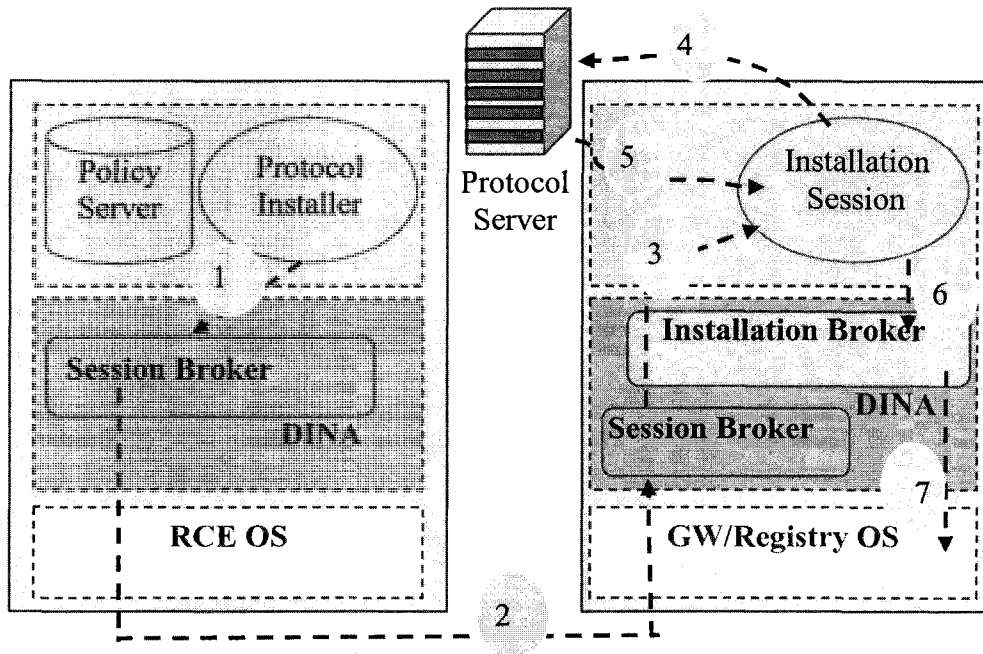 4
Policy
Server
Protocol
Installer
5
Installation
Session
Protocol
Server
1
3
6
Session Broker
DINA
Installation Broker
DINA
Session Broker
7
RCE OS
GW/Registry OS
2